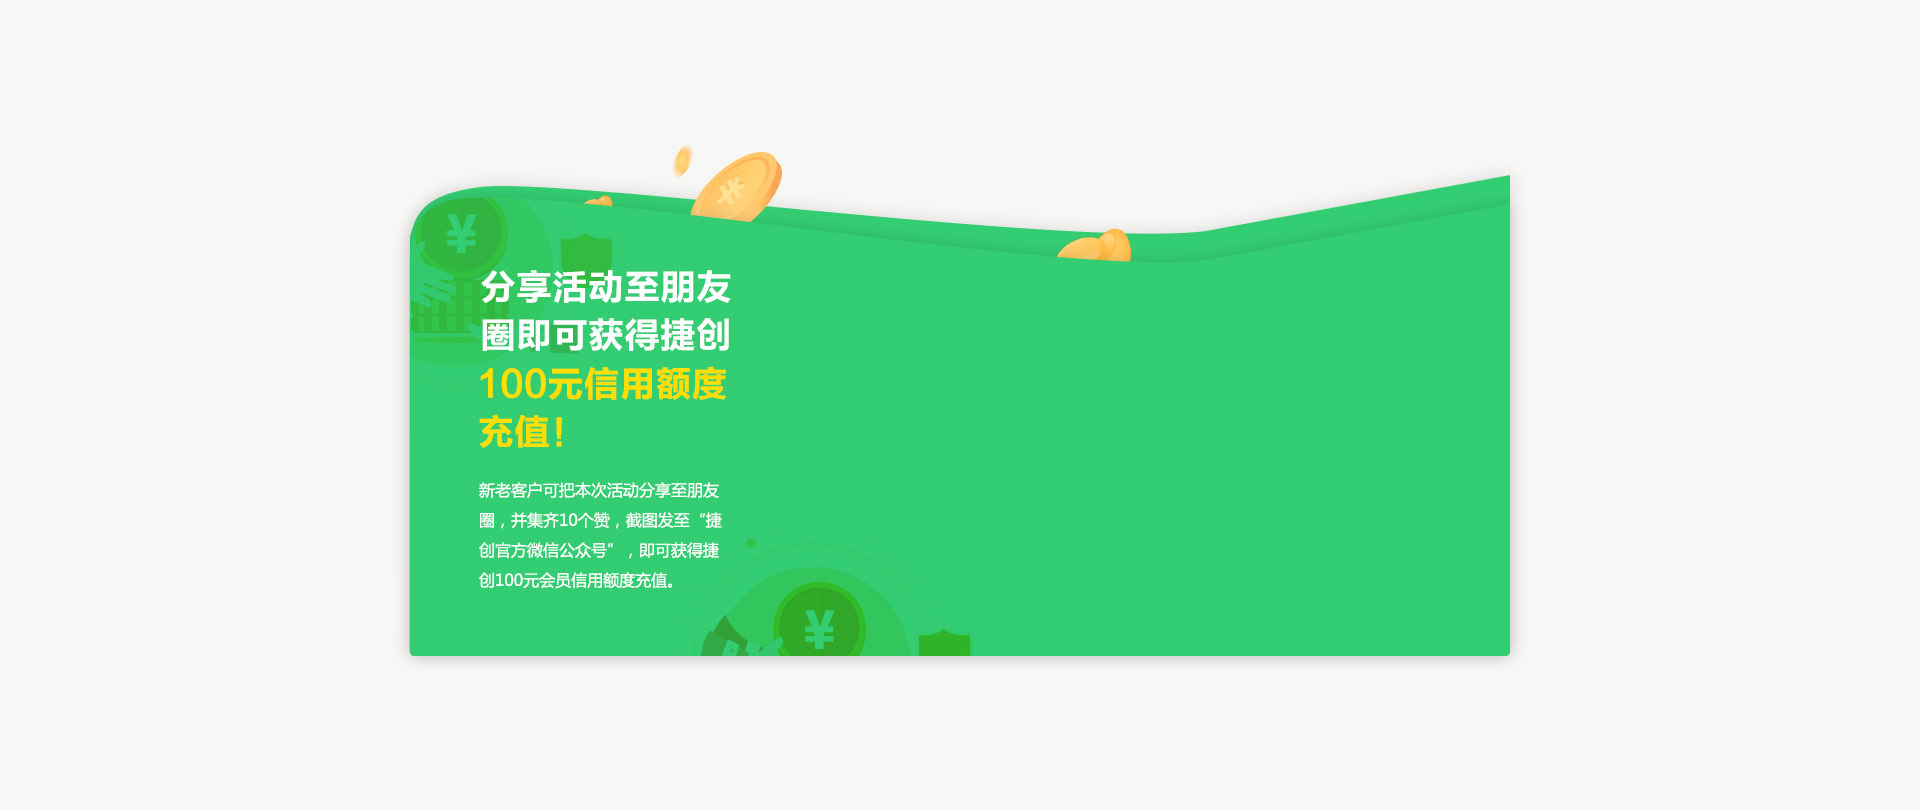 ¥
分享活动至朋友
圈即可获得捷创
100元信用额度
充值！
新老客户可把本次活动分享至朋友
圈，并集齐10个赞，截图发至“捷
创官方微信公众号”，即可获得捷
创100元会员信用额度充值。
¥